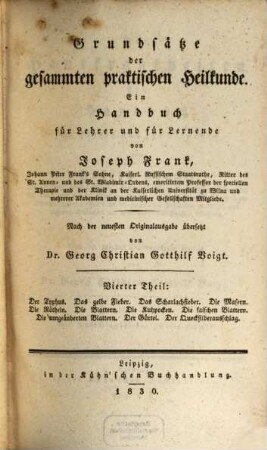 Grundsätze
der
gesammten praktischen Heilkunde.
Ein
Handbuch
für Lehrer und für Lernende
von
Joseph Frank,
Johann Peter Frank's Sohne, Kaiserl. Russischem Staatsrathe, Ritter des
St. Annen- und des St. Wladimir-Ordens, emeritirtem Professor der speciellen
Therapie und der Klinik an der Kaiserlichen Universität zu Wilna und
mehrerer Akademien und medicinischer Gesellschaften Mitgliede.
Nach der neuesten Originalausgabe übersetzt
von
Dr. Georg Christian Gotthilf Voigt.
Vierter Theil:
Der Typhus. Das gelbe Fieber. Das Scharlachfieber. Die Masern.
Die Rötheln. Die Blattern. Die Kuhpocken. Die falschen Blattern.
Die ungeänderten Blattern. Der Gürtel. Der Quecksilberausschlag.
Leipzig,
in der Kühn'schen Buchhandlung.
1830.